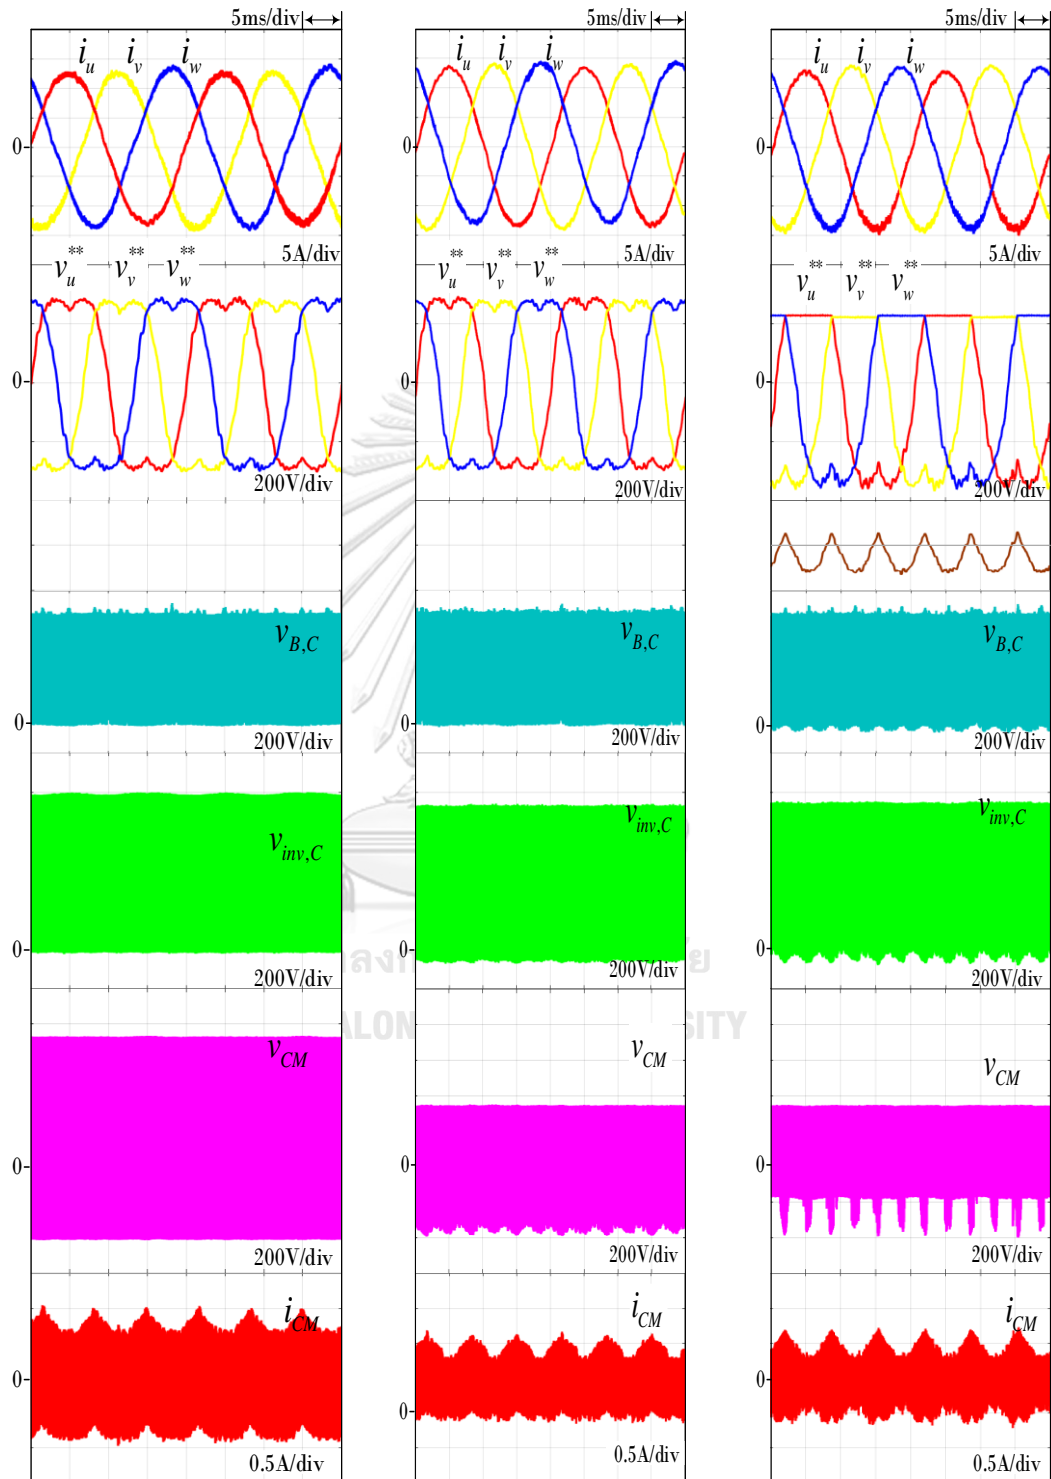 5ms/div 5ms/div 5ms/div
i_u i_v i_w i_u i_v i_w i_u i_v i_w
0 0 0
5A/div 5A/div 5A/div
v_u^** v_v^** v_w^** v_u^** v_v^** v_w^** v_u^** v_v^** v_w^**
0 0 0
200V/div 200V/div 200V/div
v_B,C v_B,C v_B,C
0 0 0
200V/div 200V/div 200V/div
v_inv,C v_inv,C v_inv,C
0 0 0
200V/div 200V/div 200V/div
v_CM v_CM v_CM
0 0 0
200V/div 200V/div 200V/div
i_CM i_CM i_CM
0 0 0
0.5A/div 0.5A/div 0.5A/div